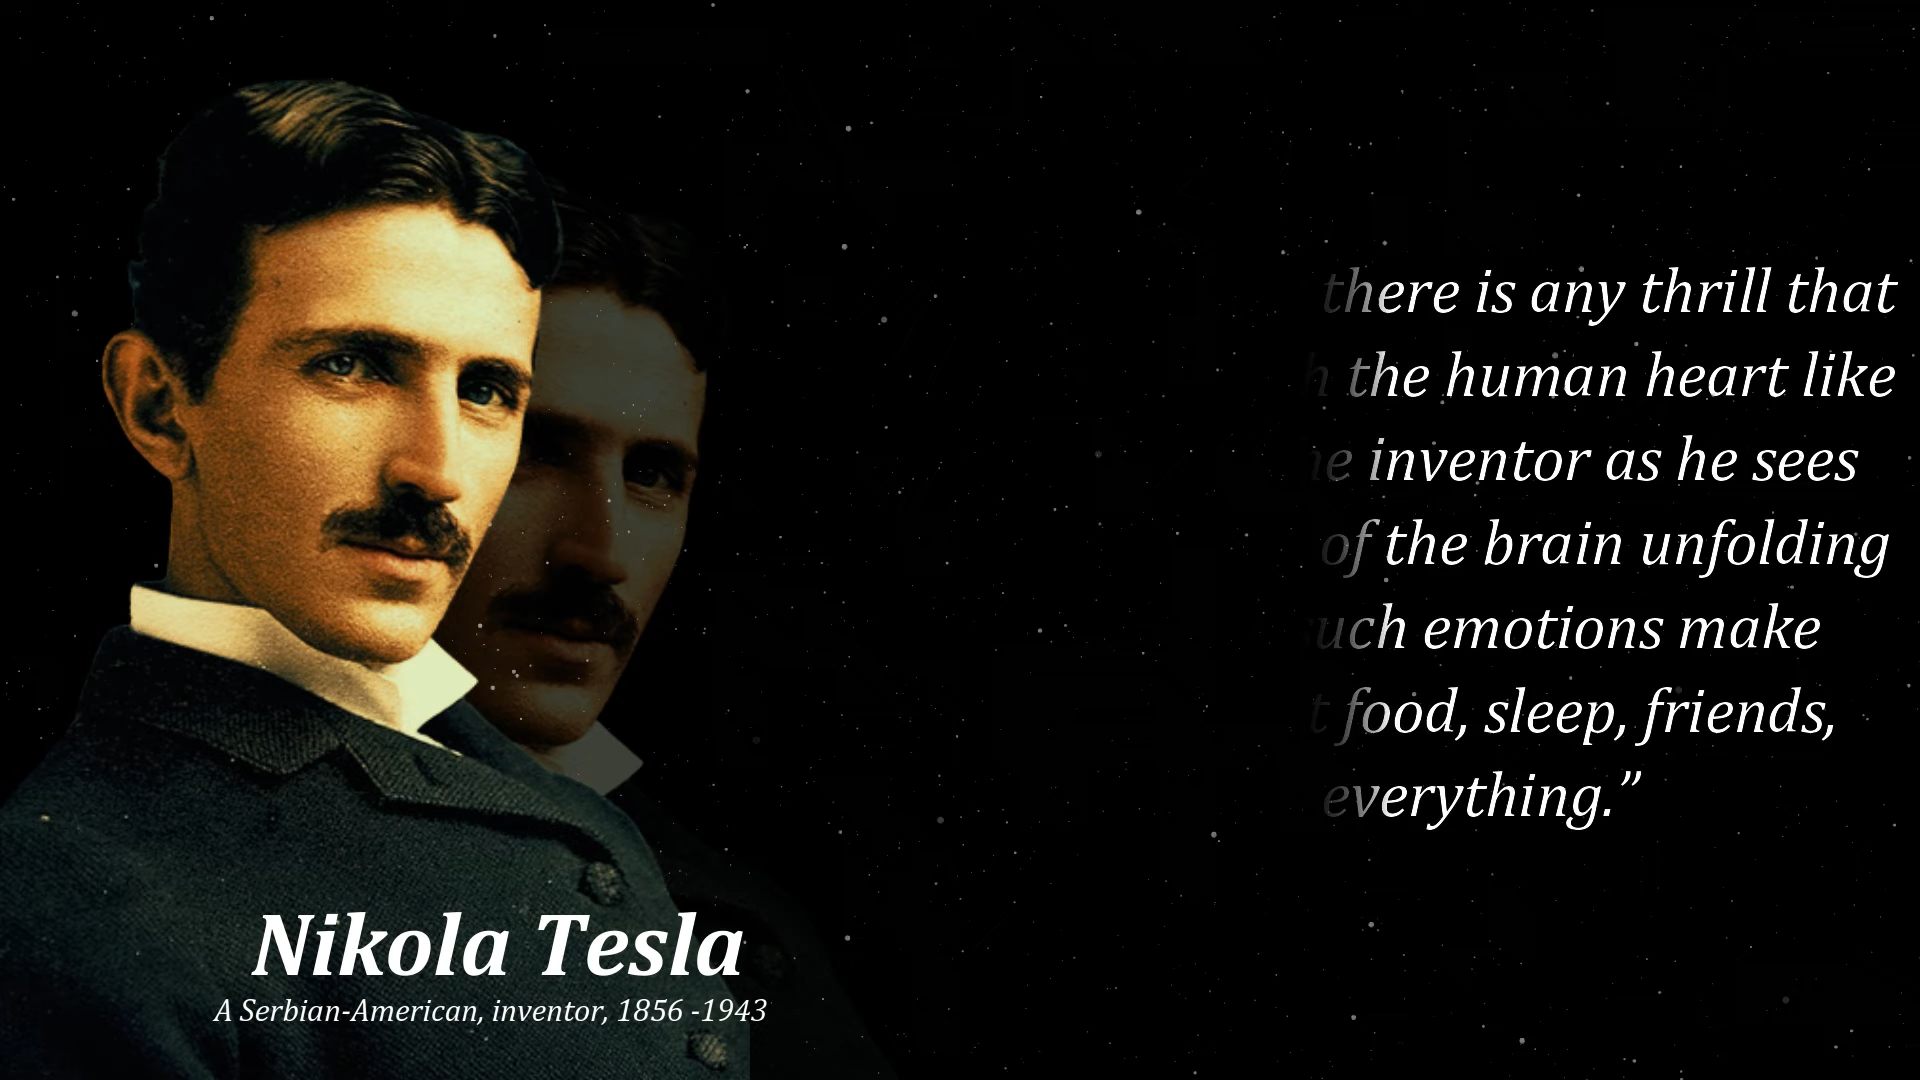 there is any thrill that
the human heart like
inventor as he sees
of the brain unfolding
emotions make
food, sleep, friends,
everything.”
Nikola Tesla
A Serbian-American, inventor, 1856 -1943